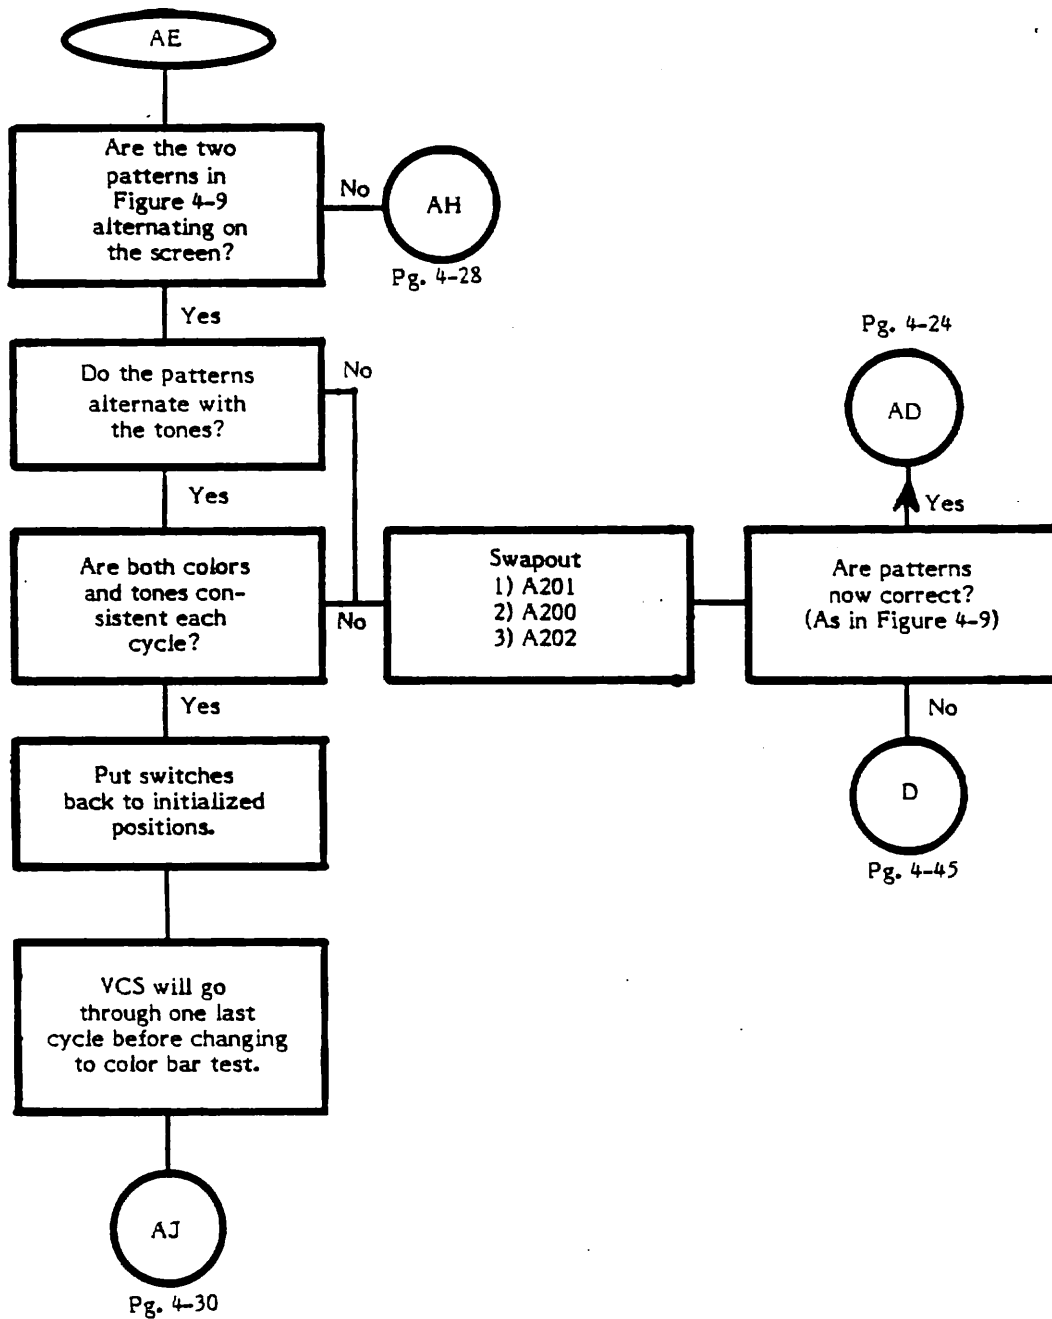 AE
Are the two
patterns in
Figure 4-9
alternating on
the screen?
No
AH
Pg. 4-28
Yes
Do the patterns
alternate with
the tones?
No
Yes
Are both colors
and tones con-
sistent each
cycle?
No
Swapout
1) A201
2) A200
3) A202
Are patterns
now correct?
(As in Figure 4-9)
Yes
AD
Pg. 4-24
No
D
Pg. 4-45
Yes
Put switches
back to initialized
positions.
VCS will go
through one last
cycle before changing
to color bar test.
AJ
Pg. 4-30